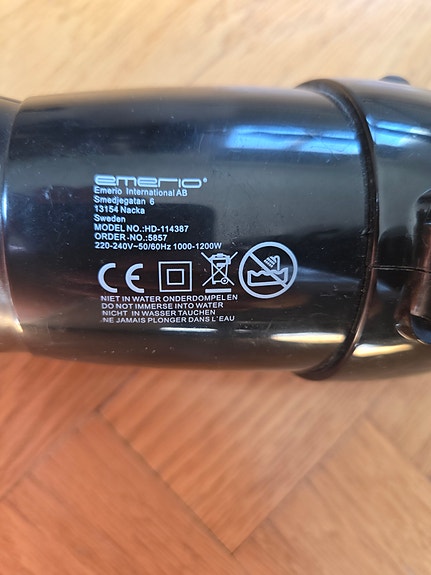 emerio®
Emerio International AB
Smedjegatan 6
13154 Nacka
Sweden
MODEL NO.:HD-114387
ORDER-NO.:5857
220-240V~50/60Hz 1000-1200W
CE
NIET IN WATER ONDERDOMPELEN
DO NOT IMMERSE INTO WATER
NICHT IN WASSER TAUCHEN
NE JAMAIS PLONGER DANS L'EAU